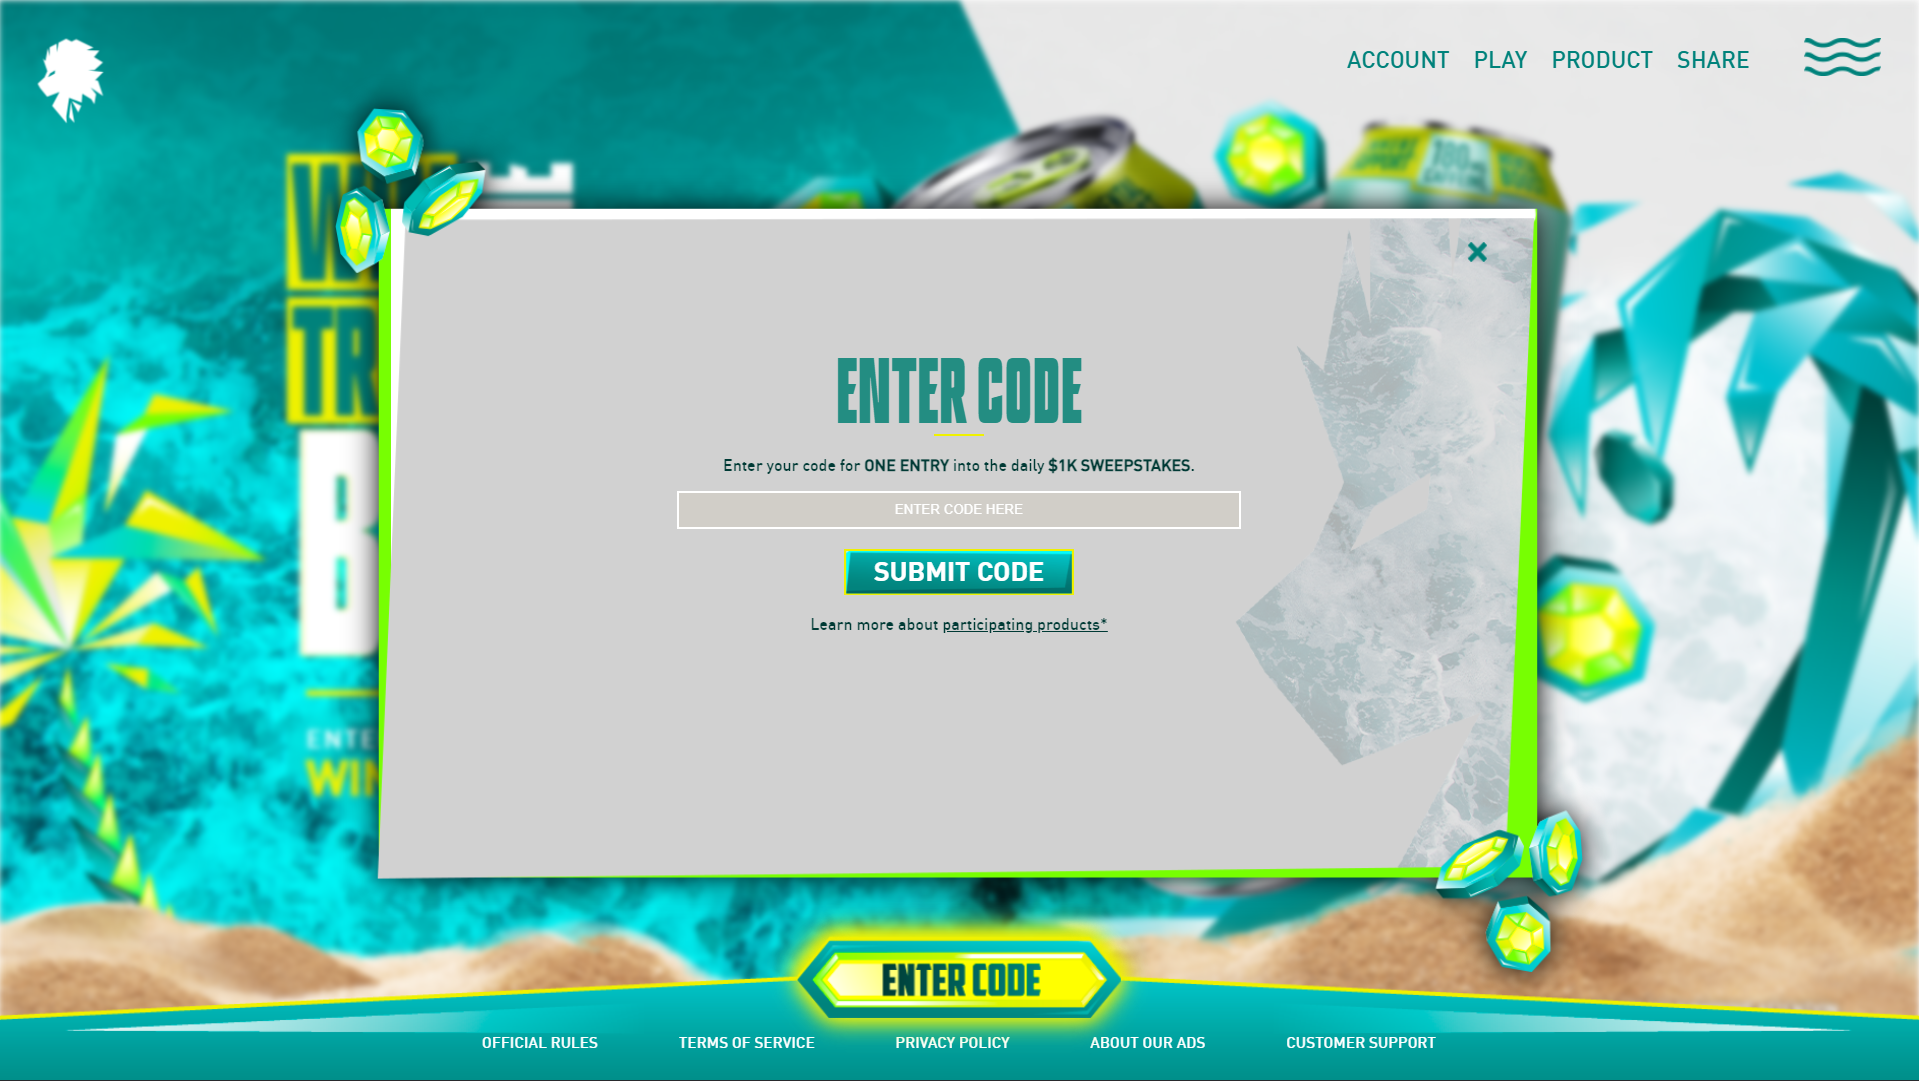 ACCOUNT PLAY PRODUCT SHARE
ENTER CODE
Enter your code for ONE ENTRY into the daily $1K SWEEPSTAKES.
ENTER CODE HERE
SUBMIT CODE
Learn more about participating products*
ENTER CODE
OFFICIAL RULES TERMS OF SERVICE PRIVACY POLICY ABOUT OUR ADS CUSTOMER SUPPORT